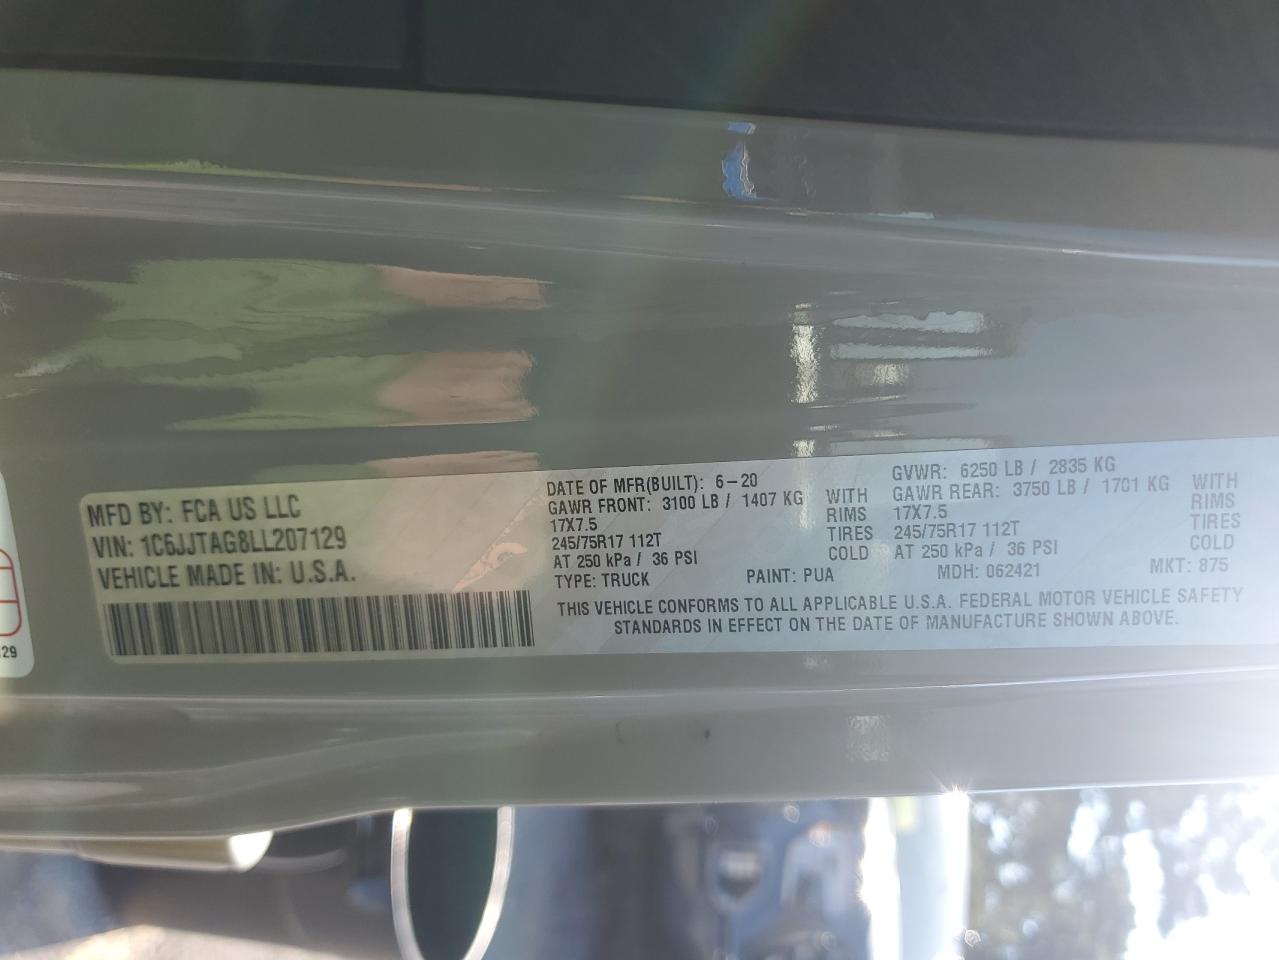 MFD BY: FCA US LLC
VIN: 1C6JJTAG8LL207129
VEHICLE MADE IN: U.S.A.
DATE OF MFR(BUILT): 6-20
GAWR FRONT: 3100 LB / 1407 KG WITH
17X7.5 RIMS
245/75R17 112T TIRES
AT 250 kPa / 36 PSI COLD
GVWR: 6250 LB / 2835 KG
GAWR REAR: 3750 LB / 1701 KG WITH
17X7.5 RIMS
245/75R17 112T TIRES
AT 250 kPa / 36 PSI COLD
TYPE: TRUCK PAINT: PUA MDH: 062421 MKT: 875
THIS VEHICLE CONFORMS TO ALL APPLICABLE U.S.A. FEDERAL MOTOR VEHICLE SAFETY
STANDARDS IN EFFECT ON THE DATE OF MANUFACTURE SHOWN ABOVE.